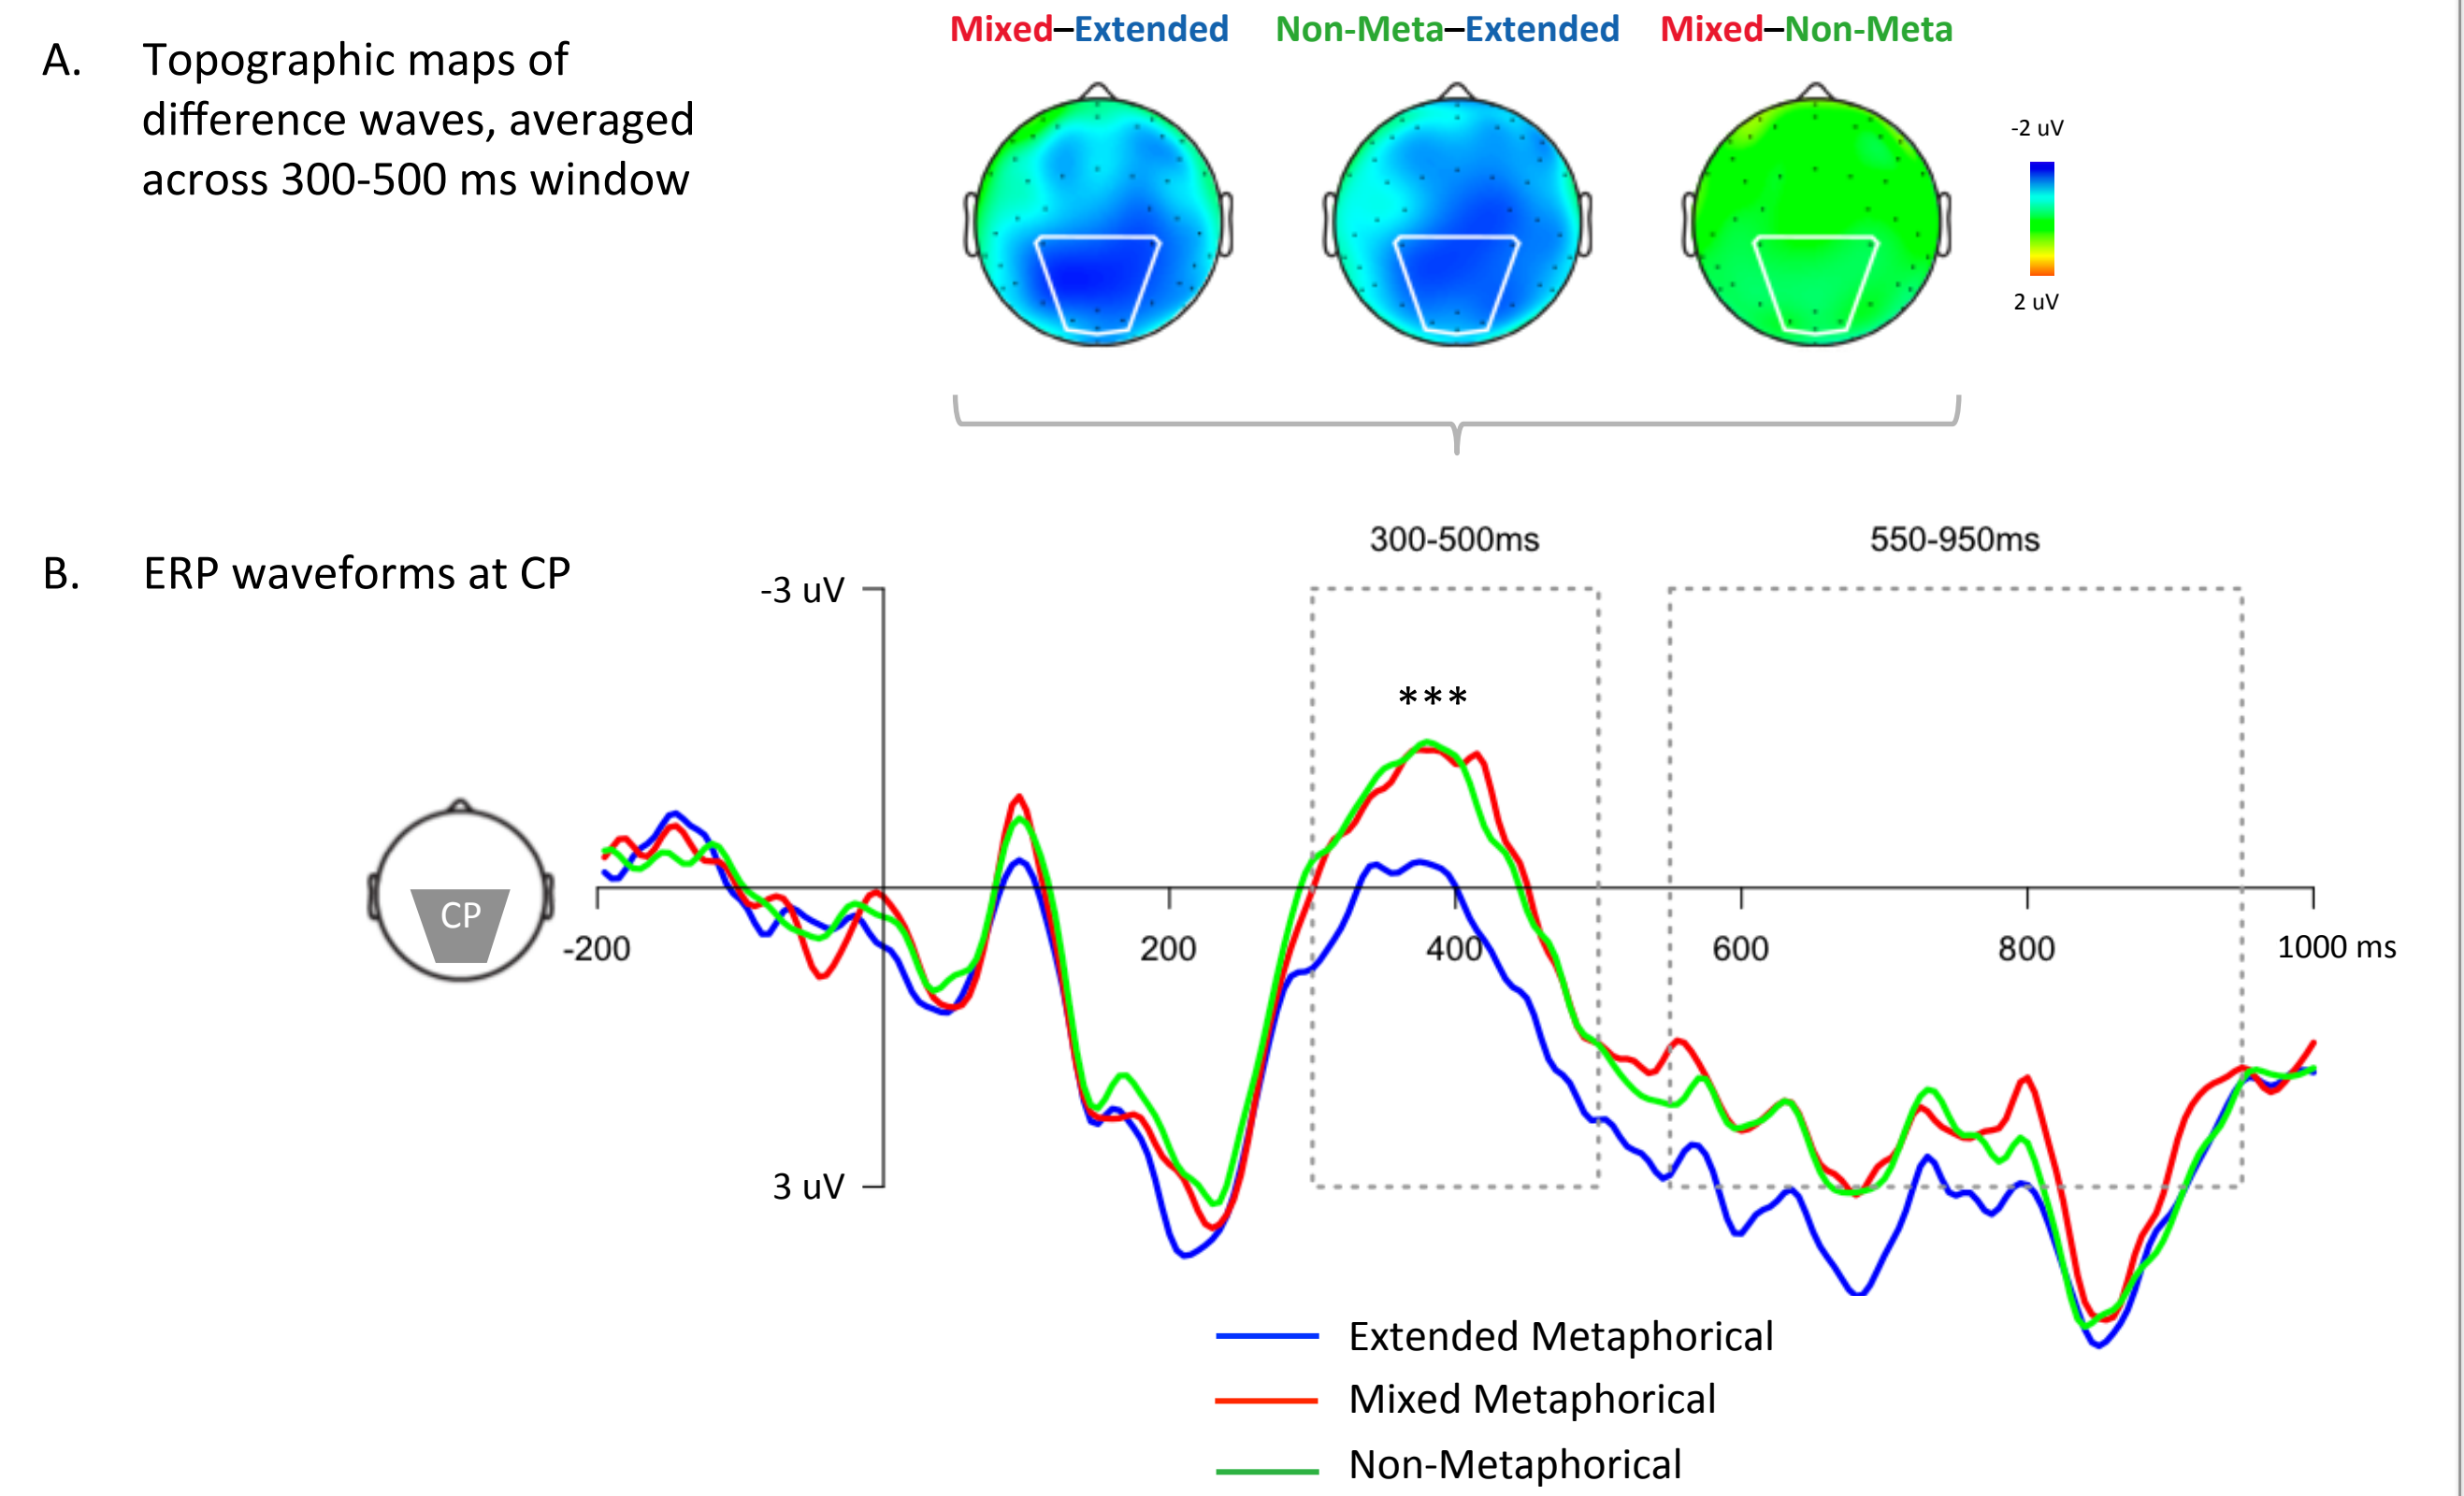 A.
Topographic maps of
difference waves, averaged
across 300-500 ms window
Mixed–Extended
Non-Meta–Extended
Mixed–Non-Meta
-2 uV
2 uV
B.
ERP waveforms at CP
300-500ms
550-950ms
-3 uV
***
CP
-200
200
400
600
800
1000 ms
3 uV
Extended Metaphorical
Mixed Metaphorical
Non-Metaphorical